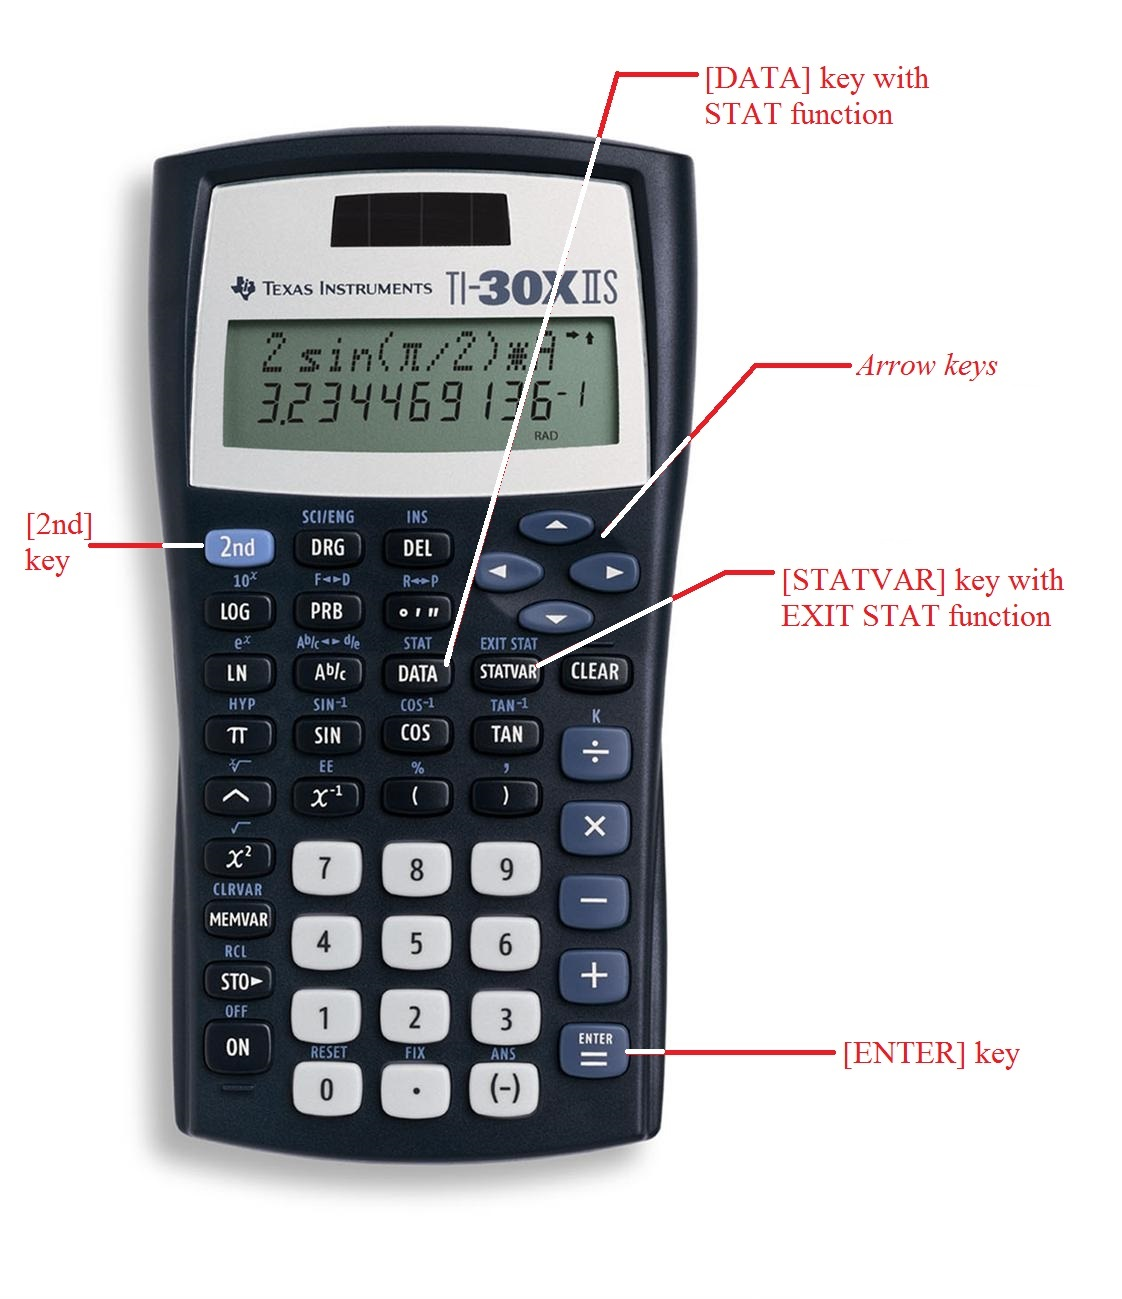 [DATA] key with
STAT function
TEXAS INSTRUMENTS TI-30X IIS
2 sin(π/2)*A
3.234469136⁻¹
RAD
Arrow keys
[2nd]
key
[STATVAR] key with
EXIT STAT function
SCI/ENG INS
2nd DRG DEL
10ˣ F◄►D R◄►P
LOG PRB ° ' "
eˣ Ab/c◄►d/e STAT EXIT STAT
LN Ab/c DATA STATVAR CLEAR
HYP SIN⁻¹ COS⁻¹ TAN⁻¹ K
π SIN COS TAN ÷
ˣ√ EE % ,
^ x⁻¹ ( ) ×
√
x² 7 8 9
CLRVAR
MEMVAR 4 5 6 −
RCL
STO► 1 2 3 +
OFF
ON
RESET FIX ANS ENTER
0 . (-) =
[ENTER] key